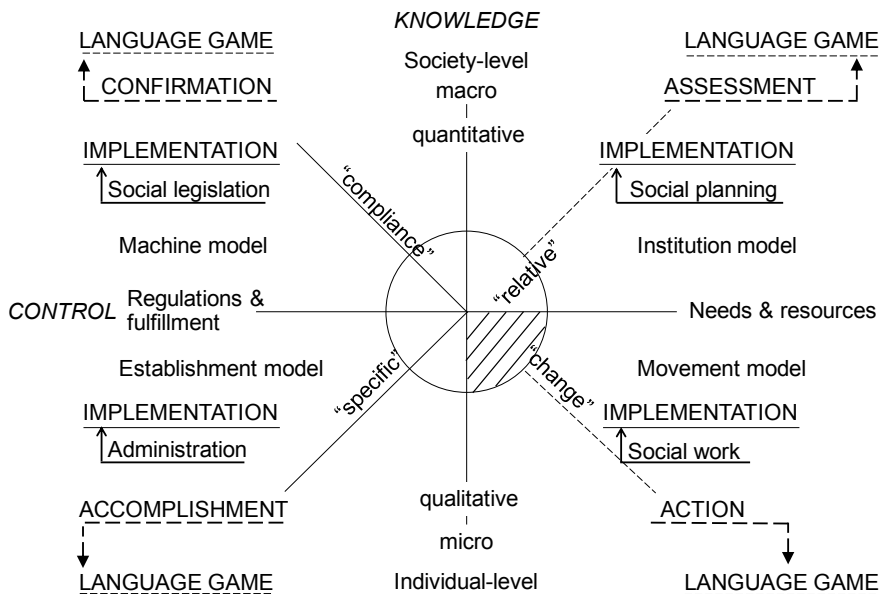 KNOWLEDGE
LANGUAGE GAME
LANGUAGE GAME
CONFIRMATION
Society-level
ASSESSMENT
macro
quantitative
IMPLEMENTATION
IMPLEMENTATION
Social legislation
"compliance"
Social planning
Machine model
"relative"
Institution model
CONTROL
Regulations &
fulfillment
Needs & resources
Establishment model
"specific"
"change"
Movement model
IMPLEMENTATION
IMPLEMENTATION
Administration
Social work
ACCOMPLISHMENT
qualitative
ACTION
micro
LANGUAGE GAME
Individual-level
LANGUAGE GAME